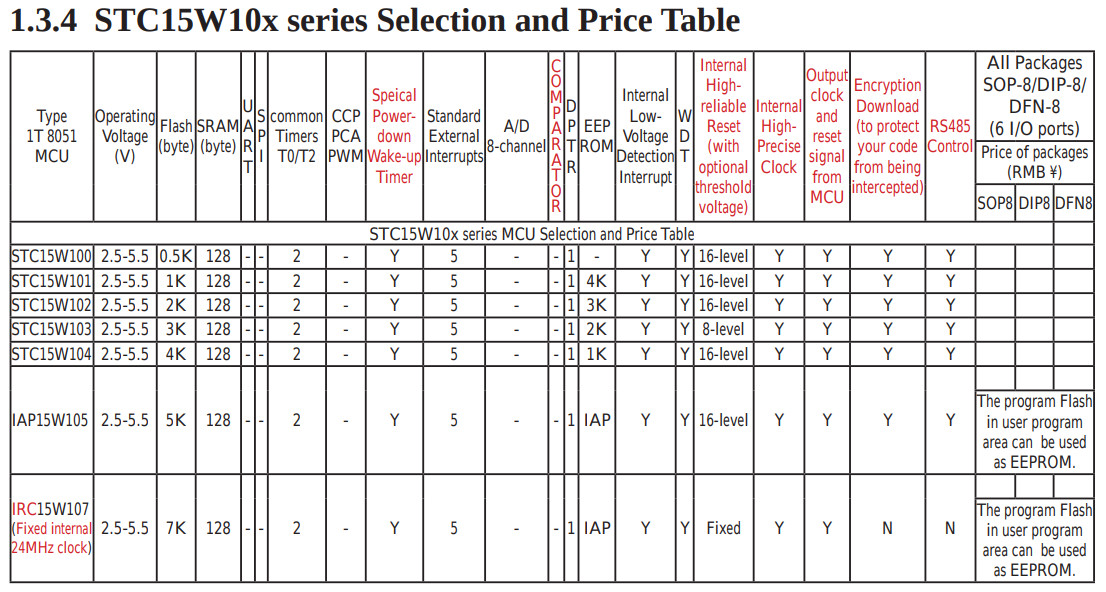 1.3.4 STC15W10x series Selection and Price Table
Type
1T 8051
MCU
Operating
Voltage
(V)
Flash
(byte)
SRAM
(byte)
UART
SPI
common
Timers
T0/T2
CCP
PCA
PWM
Speical
Power-
down
Wake-up
Timer
Standard
External
Interrupts
A/D
8-channel
COMPARATOR
DPTR
EEP
ROM
Internal
Low-
Voltage
Detection
Interrupt
WDT
Internal
High-
reliable
Reset
(with
optional
threshold
voltage)
Internal
High-
Precise
Clock
Output
clock
and
reset
signal
from
MCU
Encryption
Download
(to protect
your code
from being
intercepted)
RS485
Control
All Packages
SOP-8/DIP-8/
DFN-8
(6 I/O ports)
Price of packages
(RMB ¥)
SOP8 DIP8 DFN8
STC15W10x series MCU Selection and Price Table
STC15W100 2.5-5.5 0.5K 128 - - 2 - Y 5 - - 1 - Y Y 16-level Y Y Y Y
STC15W101 2.5-5.5 1K 128 - - 2 - Y 5 - - 1 4K Y Y 16-level Y Y Y Y
STC15W102 2.5-5.5 2K 128 - - 2 - Y 5 - - 1 3K Y Y 16-level Y Y Y Y
STC15W103 2.5-5.5 3K 128 - - 2 - Y 5 - - 1 2K Y Y 8-level Y Y Y Y
STC15W104 2.5-5.5 4K 128 - - 2 - Y 5 - - 1 1K Y Y 16-level Y Y Y Y
IAP15W105 2.5-5.5 5K 128 - - 2 - Y 5 - - 1 IAP Y Y 16-level Y Y Y Y
The program Flash
in user program
area can be used
as EEPROM.
IRC15W107
(Fixed internal
24MHz clock)
2.5-5.5 7K 128 - - 2 - Y 5 - - 1 IAP Y Y Fixed Y Y N N
The program Flash
in user program
area can be used
as EEPROM.